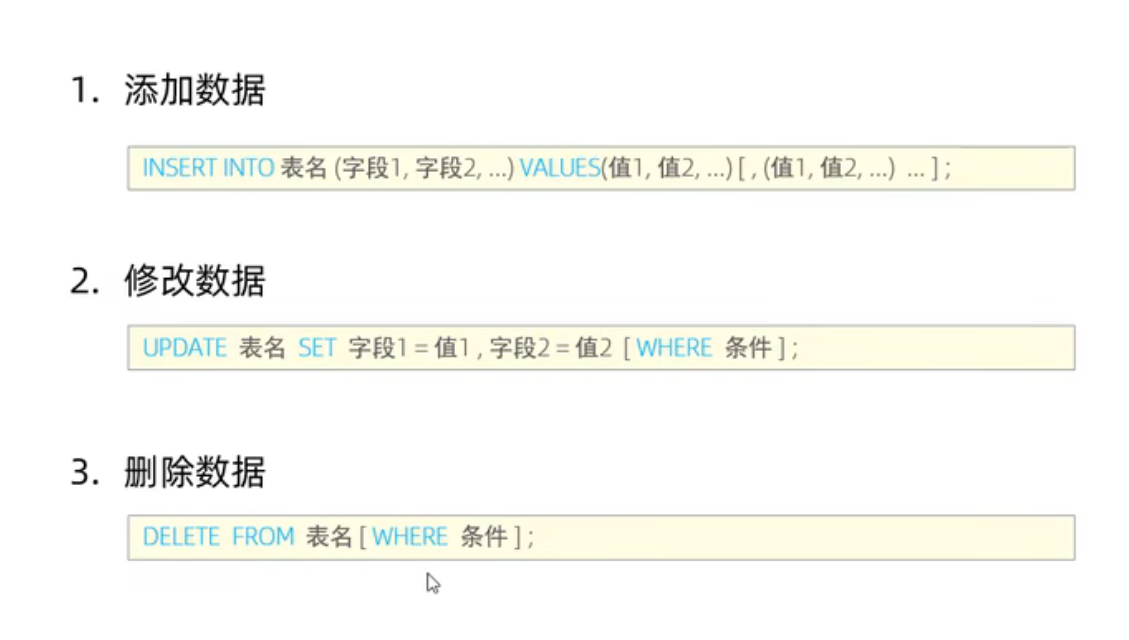 1. 添加数据
INSERT INTO 表名 (字段1, 字段2, ...) VALUES(值1, 值2, ...) [ , (值1, 值2, ...) ... ] ;
2. 修改数据
UPDATE 表名 SET 字段1 = 值1 , 字段2 = 值2 [ WHERE 条件 ] ;
3. 删除数据
DELETE FROM 表名 [ WHERE 条件 ] ;